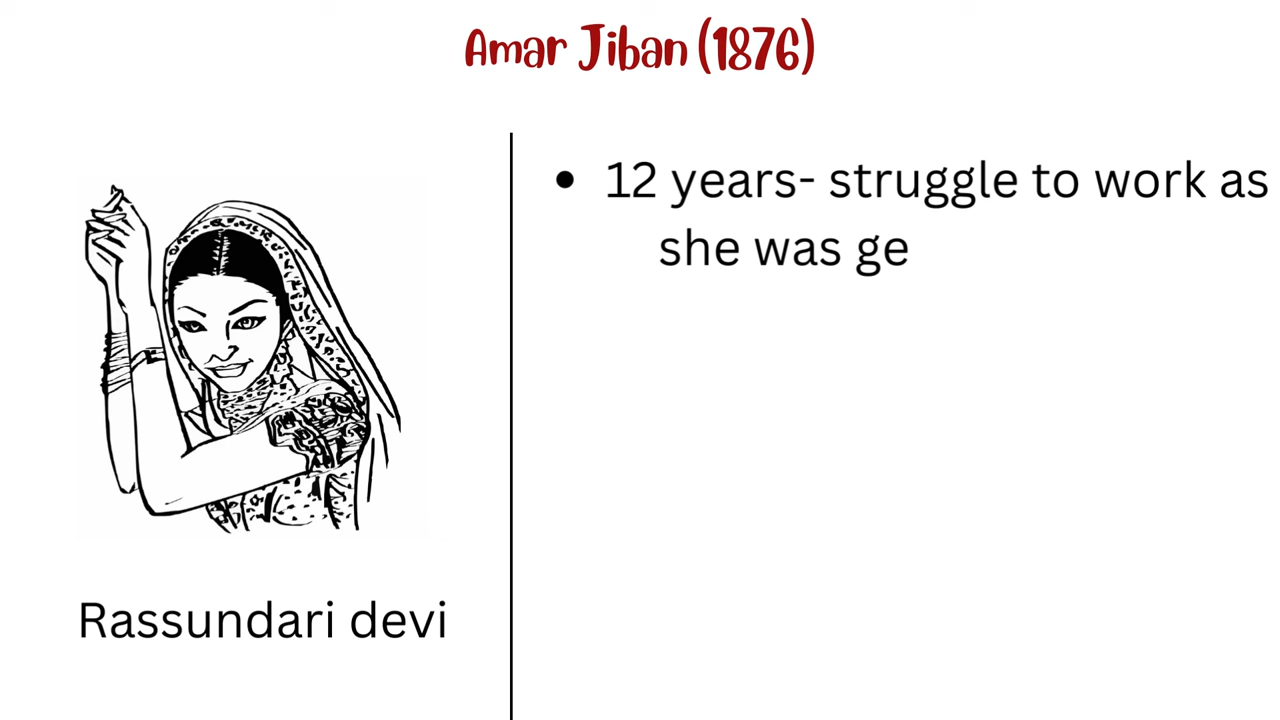 Amar Jiban (1876)
12 years- struggle to work as
she was ge
Rassundari devi